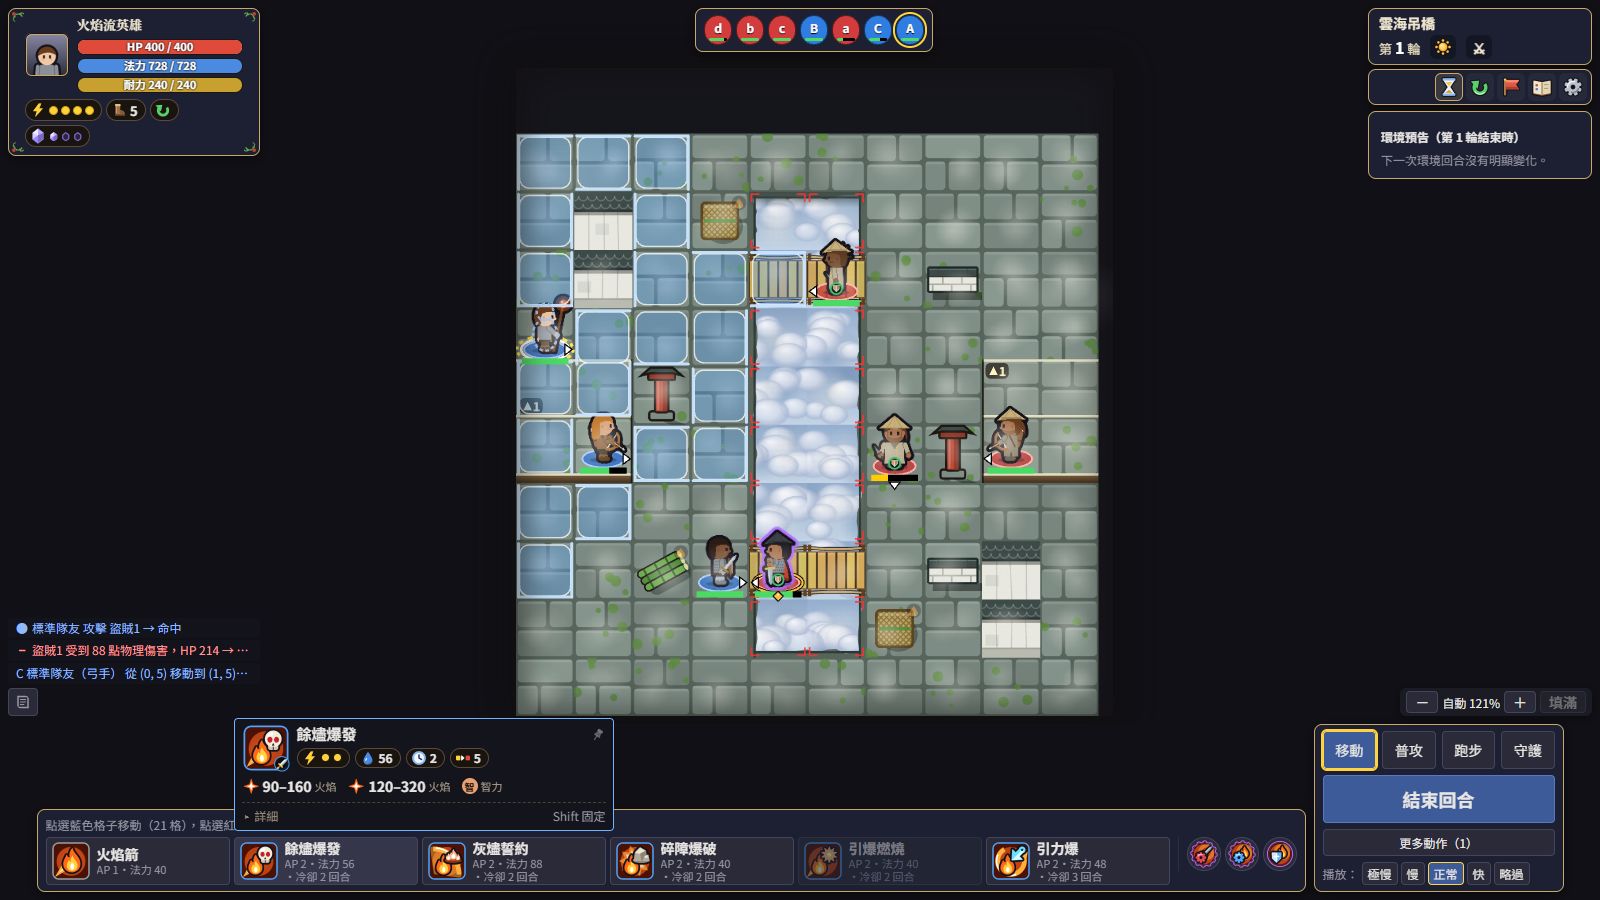 火焰流英雄
HP 400 / 400
法力 728 / 728
耐力 240 / 240
5
d b c B a C A
雲海吊橋
第 1 輪
環境預告（第 1 輪結束時）
下一次環境回合沒有明顯變化。
▲1
▲1
標準隊友 攻擊 盜賊1 → 命中
− 盜賊1 受到 88 點物理傷害，HP 214 → …
C 標準隊友（弓手） 從 (0, 5) 移動到 (1, 5)…
− 自動 121% + 填滿
餘燼爆發
56 2 5
90–160 火焰 120–320 火焰 智力
▸ 詳細 Shift 固定
點選藍色格子移動（21 格），點選紅
火焰箭
AP 1・法力 40
餘燼爆發
AP 2・法力 56
・冷卻 2 回合
灰燼誓約
AP 2・法力 88
・冷卻 2 回合
碎障爆破
AP 2・法力 40
・冷卻 2 回合
引爆燃燒
AP 2・法力 40
・冷卻 2 回合
引力爆
AP 2・法力 48
・冷卻 3 回合
移動 普攻 跑步 守護
結束回合
更多動作（1）
播放： 極慢 慢 正常 快 略過